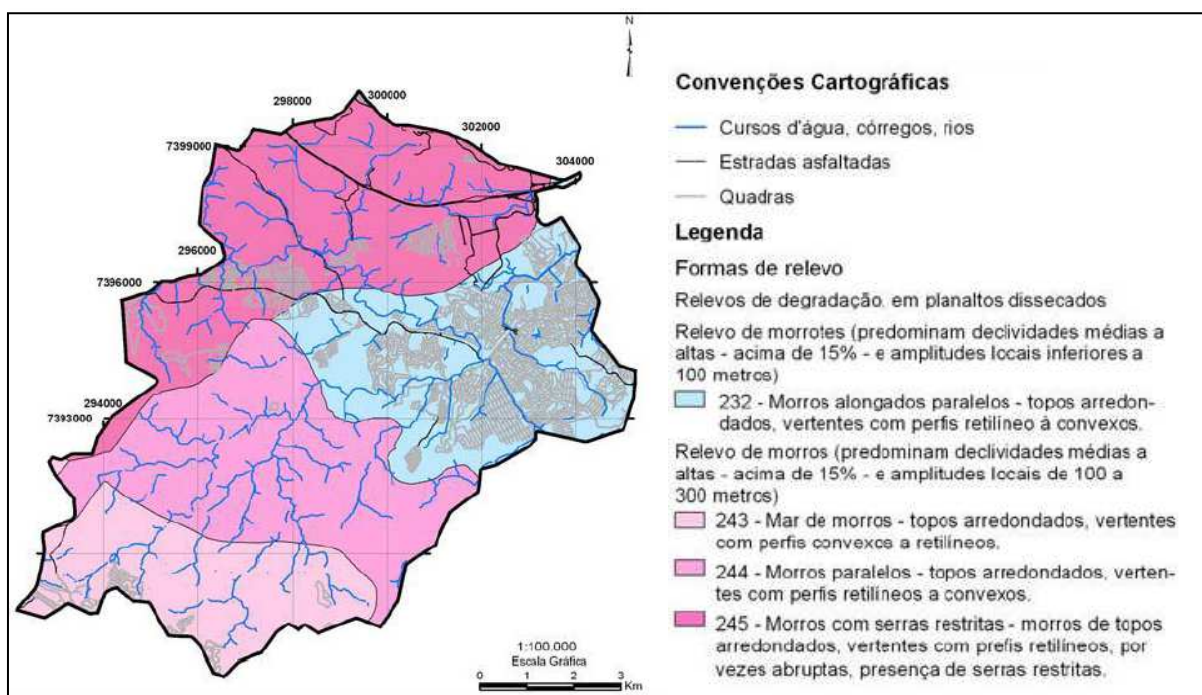 N
298000
300000
302000
304000
7399000
296000
7396000
294000
7393000
1:100.000
Escala Gráfica
0 1 2 3
Km
Convenções Cartográficas
Cursos d'água, córregos, rios
Estradas asfaltadas
Quadras
Legenda
Formas de relevo
Relevos de degradação, em planaltos dissecados
Relevo de morrotes (predominam declividades médias a
altas - acima de 15% - e amplitudes locais inferiores a
100 metros)
232 - Morros alongados paralelos - topos arredon-
dados, vertentes com perfis retilíneo à convexos.
Relevo de morros (predominam declividades médias a
altas - acima de 15% - e amplitudes locais de 100 a
300 metros)
243 - Mar de morros - topos arredondados, vertentes
com perfis convexos a retilíneos.
244 - Morros paralelos - topos arredondados, verten-
tes com perfis retilíneos a convexos.
245 - Morros com serras restritas - morros de topos
arredondados, vertentes com prefis retilíneos, por
vezes abruptas, presença de serras restritas.